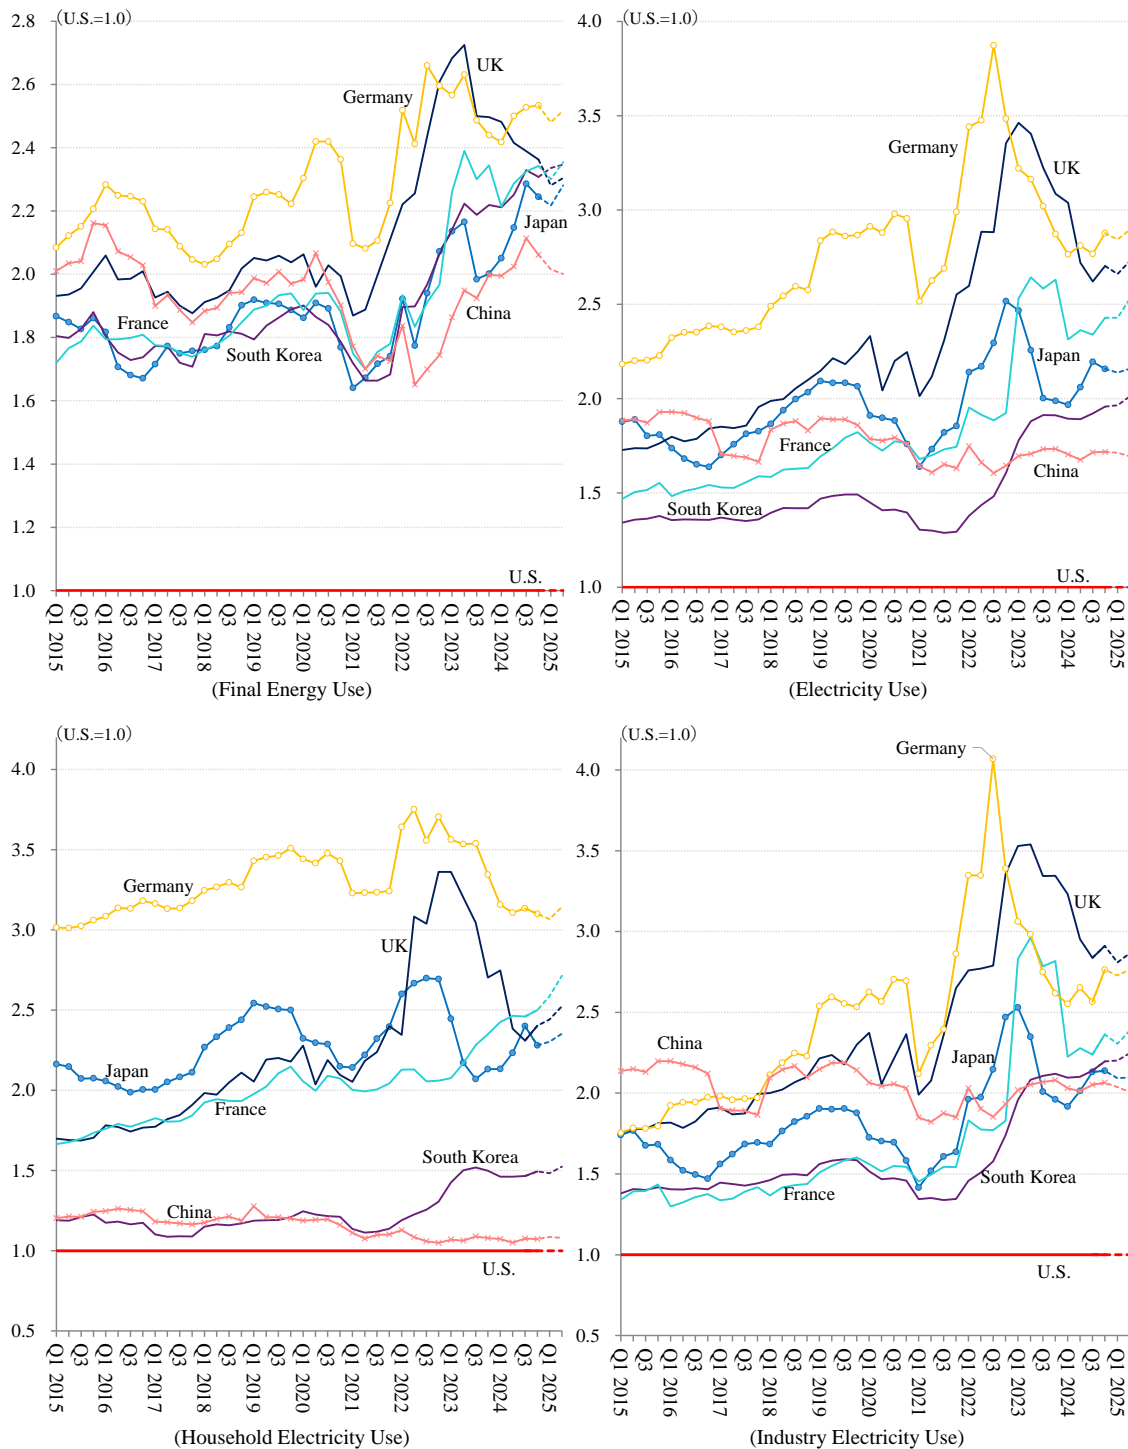 (U.S.=1.0)
2.8
2.6
2.4
2.2
2.0
1.8
1.6
1.4
1.2
1.0
UK
Germany
Japan
France
South Korea
China
U.S.
Q1 2015
Q3
Q1 2016
Q3
Q1 2017
Q3
Q1 2018
Q3
Q1 2019
Q3
Q1 2020
Q3
Q1 2021
Q3
Q1 2022
Q3
Q1 2023
Q3
Q1 2024
Q3
Q1 2025
(Final Energy Use)
(U.S.=1.0)
4.0
3.5
3.0
2.5
2.0
1.5
1.0
Germany
UK
Japan
France
China
South Korea
U.S.
Q1 2015
Q3
Q1 2016
Q3
Q1 2017
Q3
Q1 2018
Q3
Q1 2019
Q3
Q1 2020
Q3
Q1 2021
Q3
Q1 2022
Q3
Q1 2023
Q3
Q1 2024
Q3
Q1 2025
(Electricity Use)
(U.S.=1.0)
4.0
3.5
3.0
2.5
2.0
1.5
1.0
0.5
Germany
UK
Japan
France
South Korea
China
U.S.
Q1 2015
Q3
Q1 2016
Q3
Q1 2017
Q3
Q1 2018
Q3
Q1 2019
Q3
Q1 2020
Q3
Q1 2021
Q3
Q1 2022
Q3
Q1 2023
Q3
Q1 2024
Q3
Q1 2025
(Household Electricity Use)
(U.S.=1.0)
4.0
3.5
3.0
2.5
2.0
1.5
1.0
0.5
Germany
UK
China
Japan
South Korea
France
U.S.
Q1 2015
Q3
Q1 2016
Q3
Q1 2017
Q3
Q1 2018
Q3
Q1 2019
Q3
Q1 2020
Q3
Q1 2021
Q3
Q1 2022
Q3
Q1 2023
Q3
Q1 2024
Q3
Q1 2025
(Industry Electricity Use)